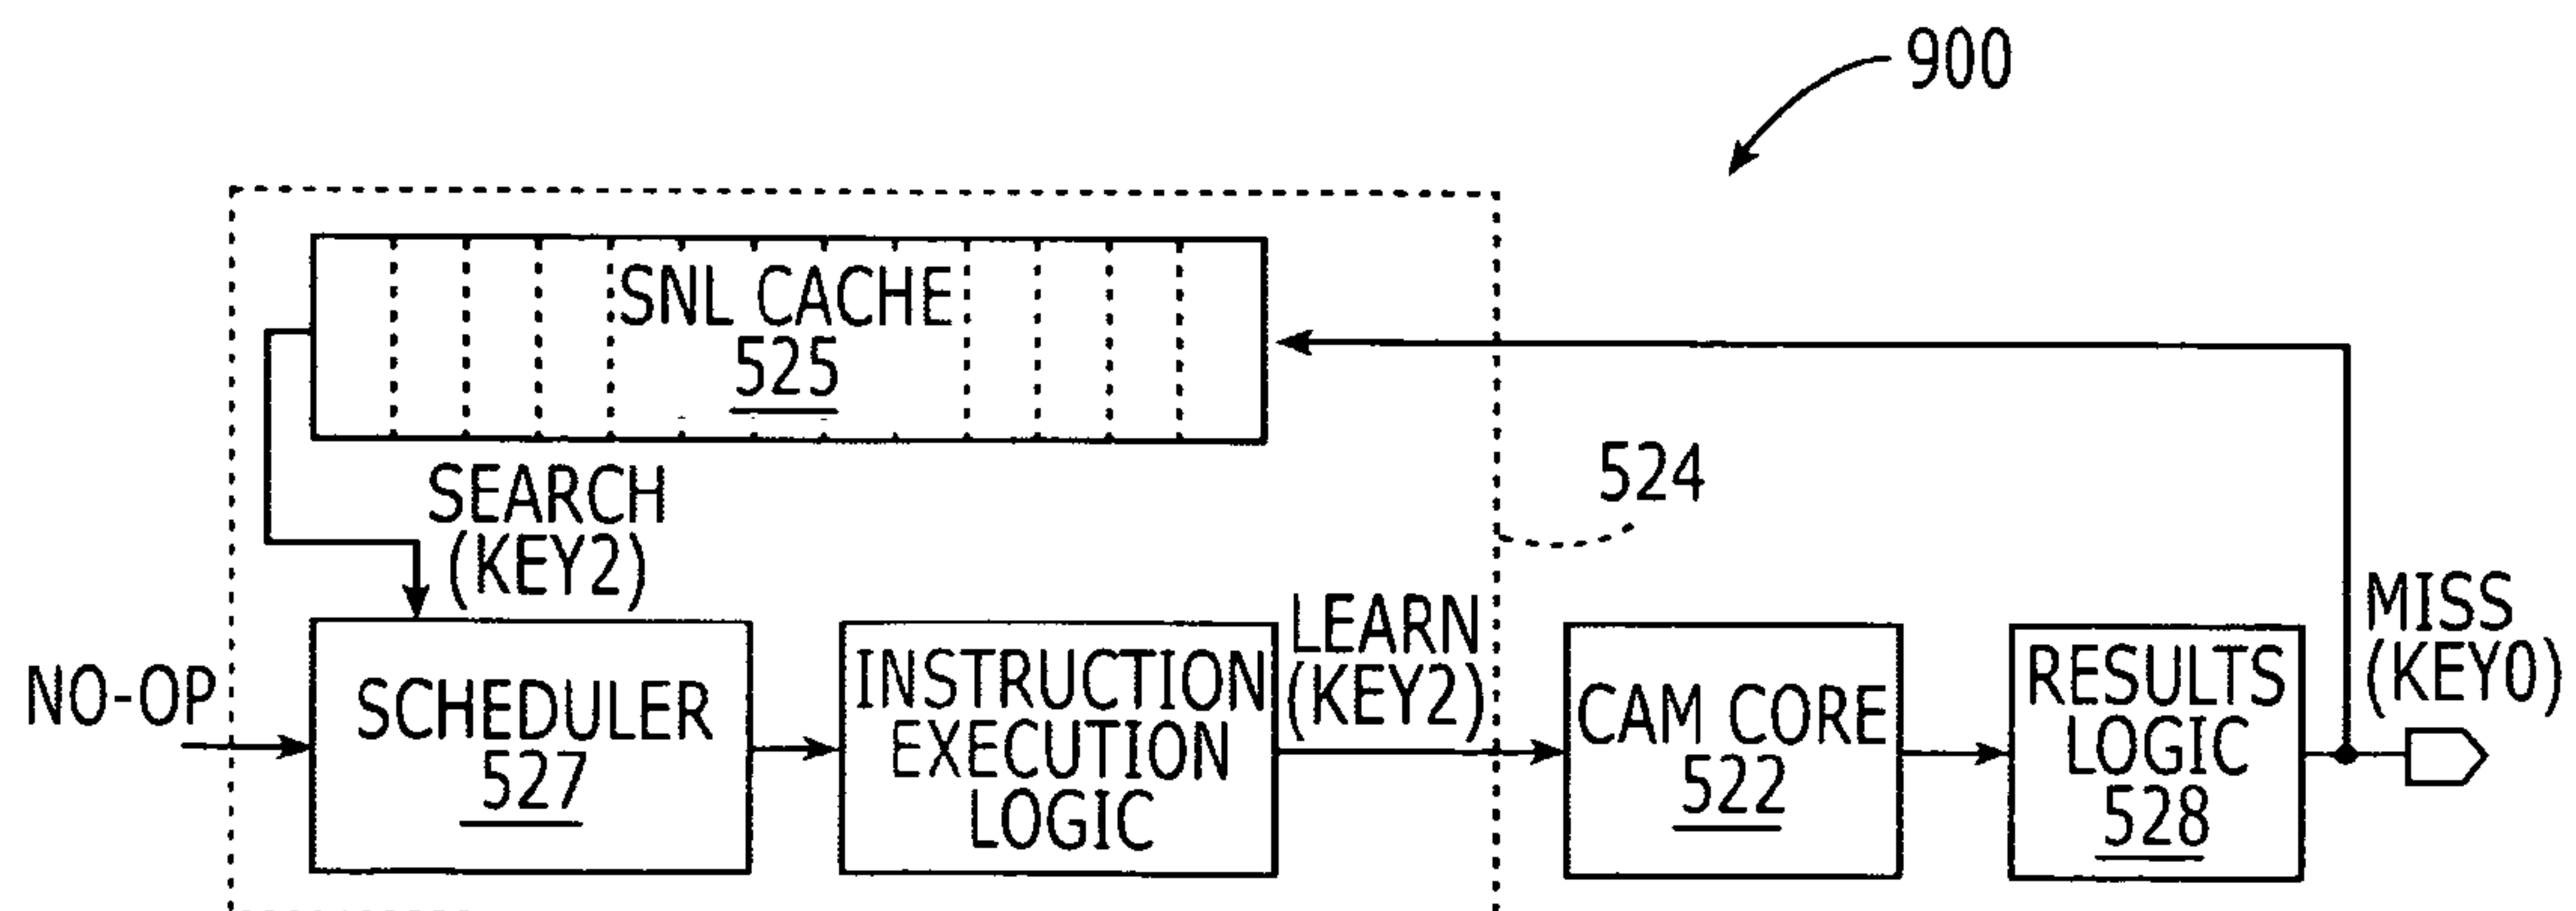 900
SNL CACHE
525
SEARCH
(KEY2)
524
NO-OP
SCHEDULER
527
INSTRUCTION
EXECUTION
LOGIC
LEARN
(KEY2)
CAM CORE
522
RESULTS
LOGIC
528
MISS
(KEY0)